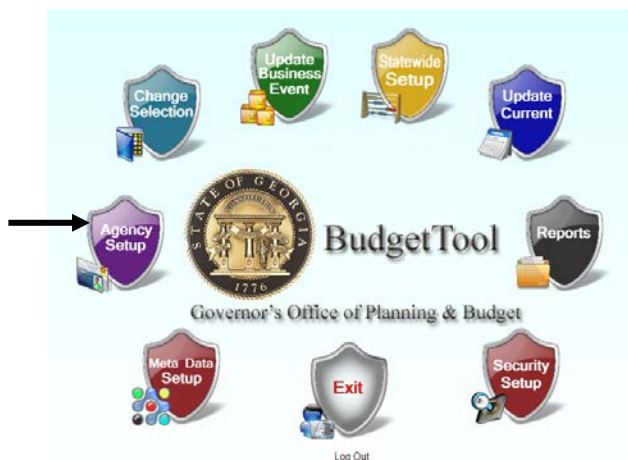 Update
Business
Event
Statewide
Setup
Change
Selection
Update
Current
Agency
Setup
STATE OF GEORGIA
CONSTITUTION
1776
BudgetTool
Reports
Governor's Office of Planning & Budget
Meta Data
Setup
Exit
Security
Setup
Log Out